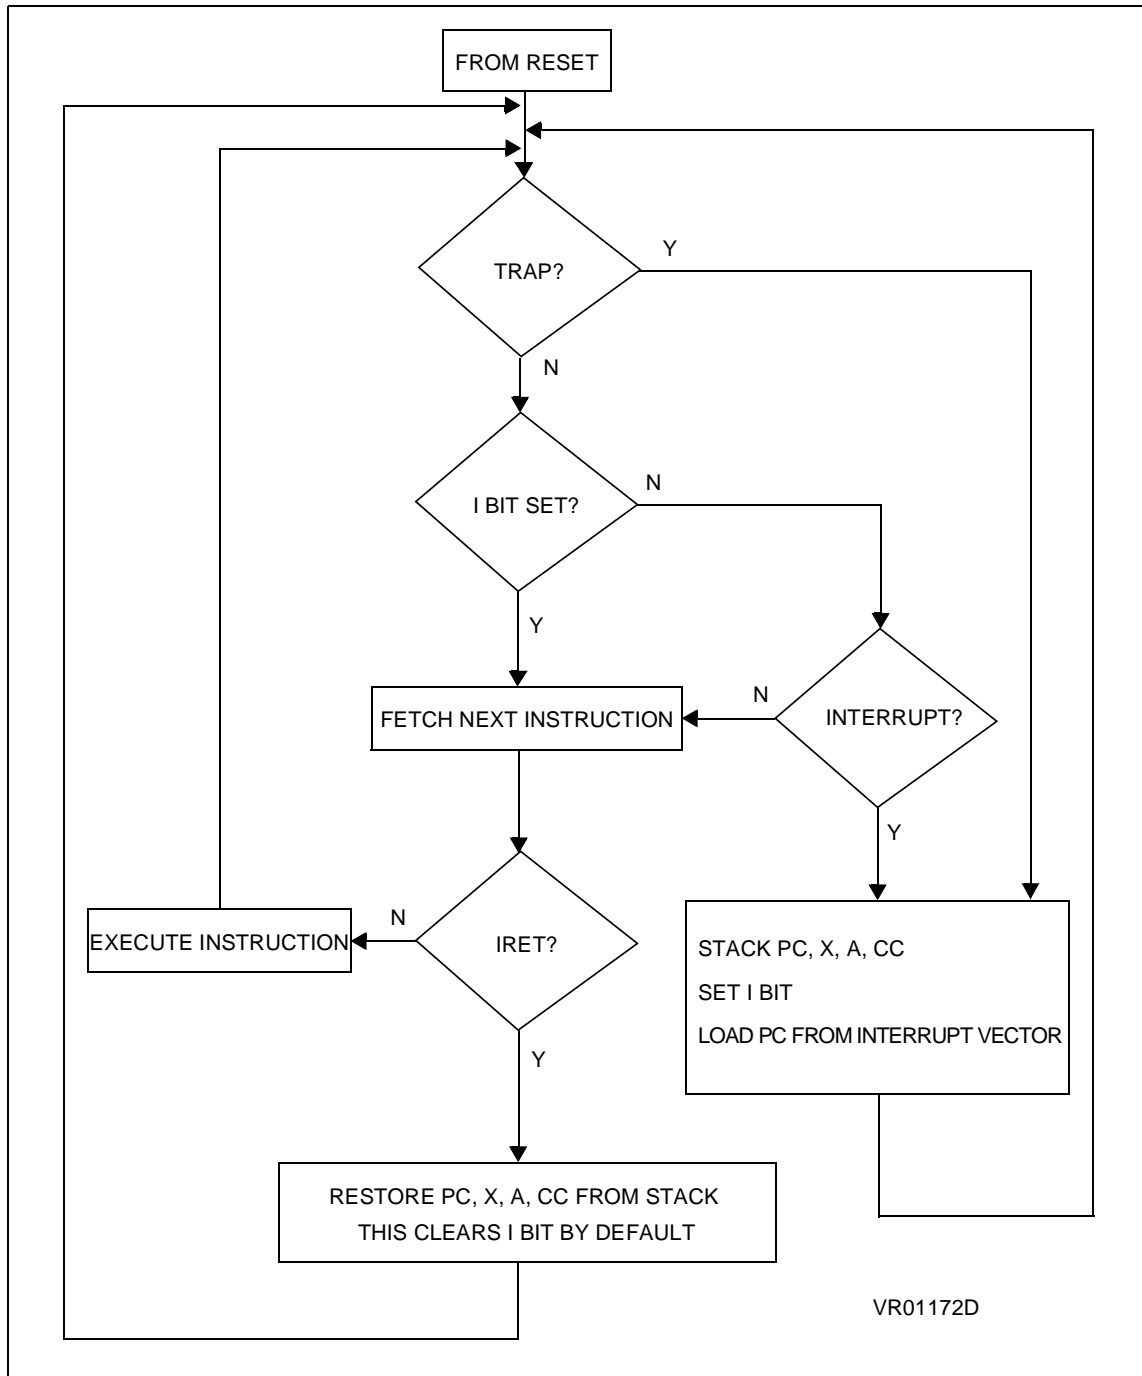 FROM RESET
TRAP?
Y
N
I BIT SET?
N
Y
FETCH NEXT INSTRUCTION
N
INTERRUPT?
Y
EXECUTE INSTRUCTION
N
IRET?
Y
STACK PC, X, A, CC
SET I BIT
LOAD PC FROM INTERRUPT VECTOR
RESTORE PC, X, A, CC FROM STACK
THIS CLEARS I BIT BY DEFAULT
VR01172D